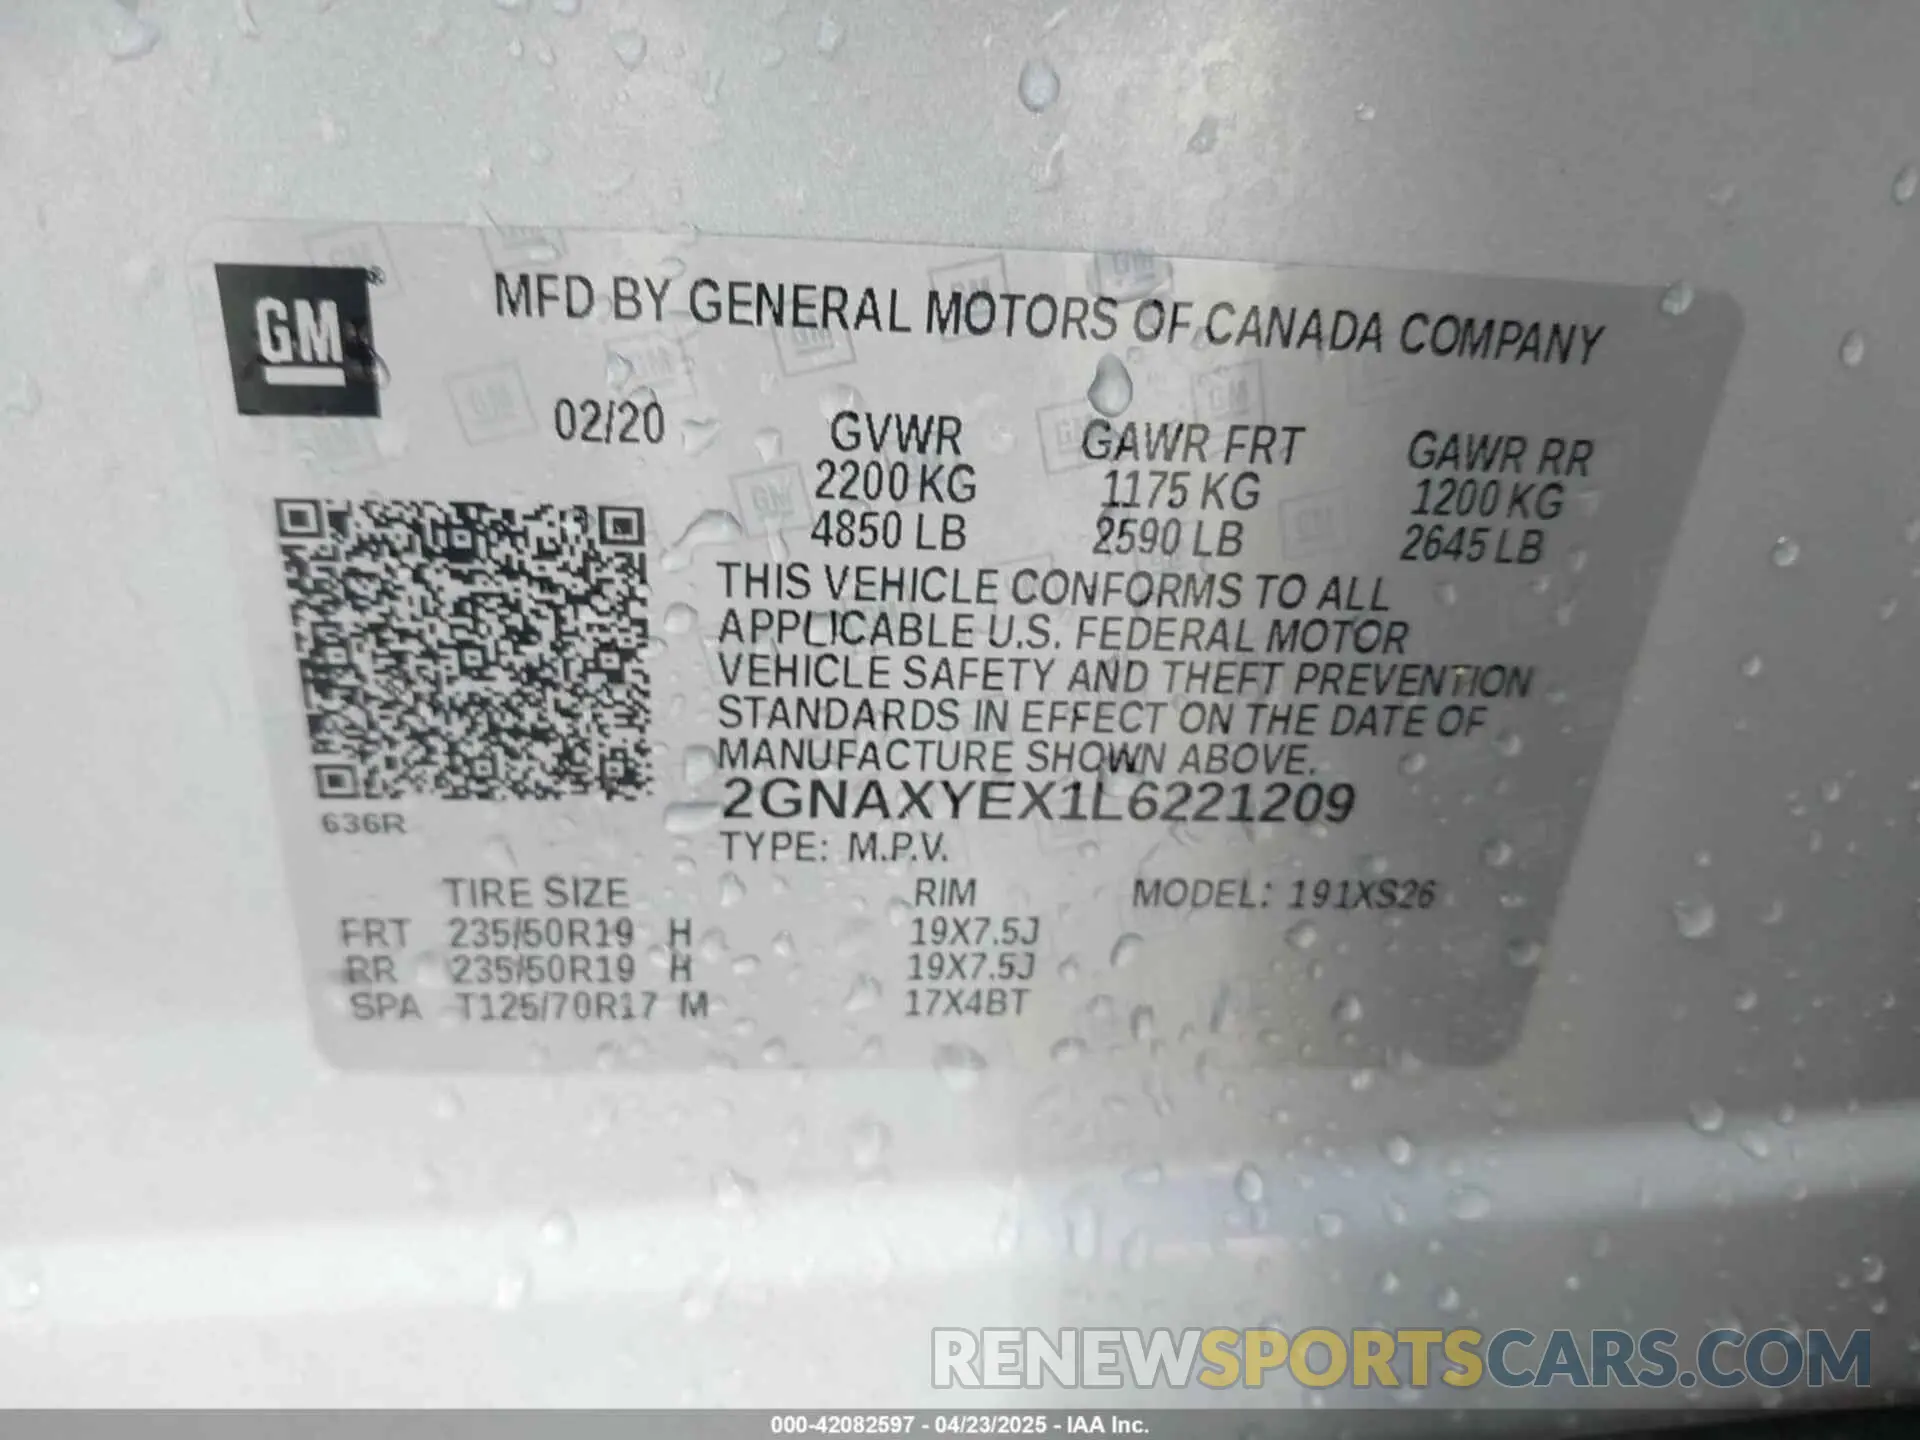 GM ®
MFD BY GENERAL MOTORS OF CANADA COMPANY
02/20 GVWR GAWR FRT GAWR RR
2200 KG 1175 KG 1200 KG
4850 LB 2590 LB 2645 LB
THIS VEHICLE CONFORMS TO ALL
APPLICABLE U.S. FEDERAL MOTOR
VEHICLE SAFETY AND THEFT PREVENTION
STANDARDS IN EFFECT ON THE DATE OF
MANUFACTURE SHOWN ABOVE.
2GNAXYEX1L6221209
636R
TYPE: M.P.V.
TIRE SIZE RIM MODEL: 191XS26
FRT 235/50R19 H 19X7.5J
RR 235/50R19 H 19X7.5J
SPA T125/70R17 M 17X4BT
RENEWSPORTSCARS.COM
000-42082597 - 04/23/2025 - IAA Inc.